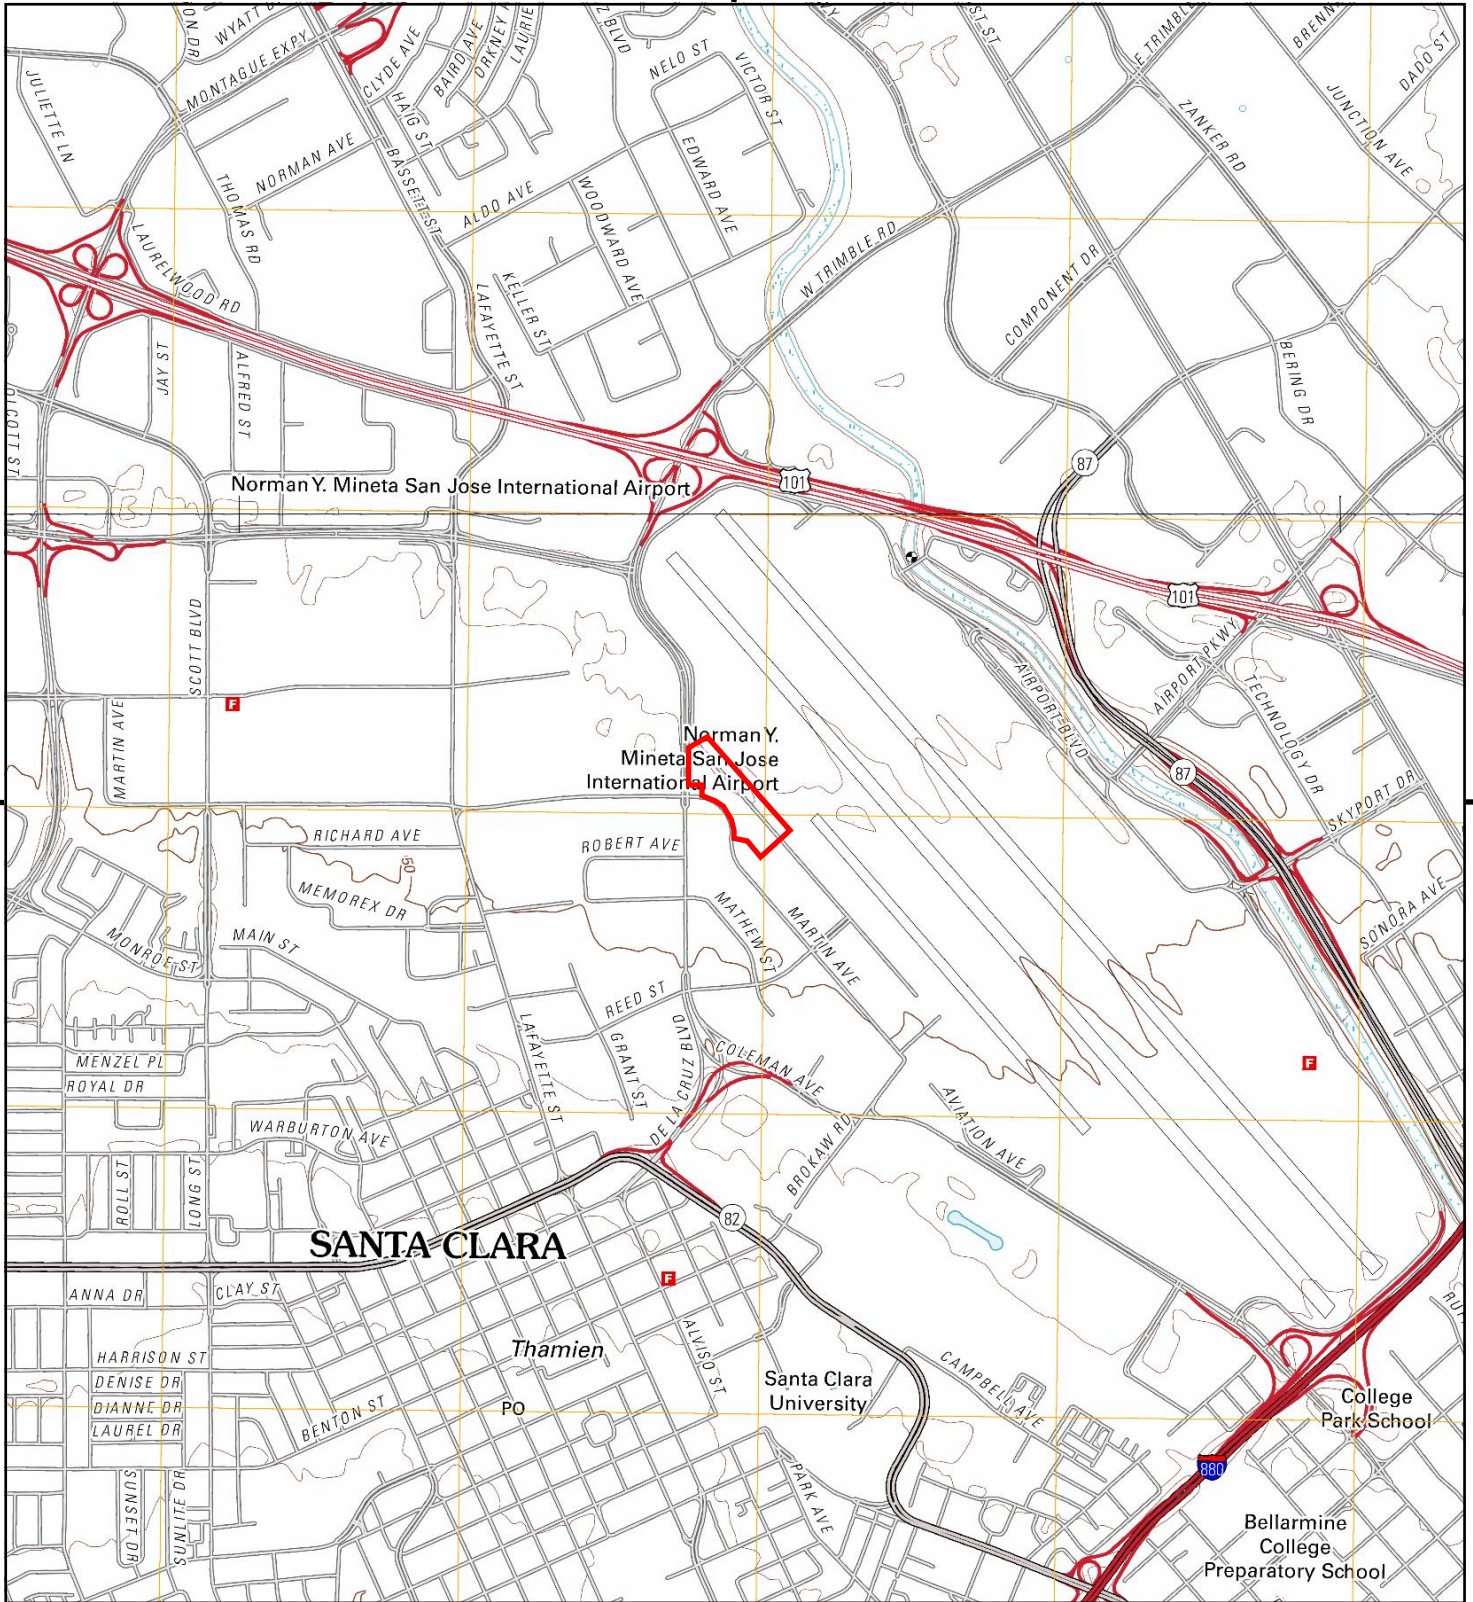 WYATT D
MONTAGUE EXPY
CLYDE AVE
BAIRD AVE
ORKNEY
LAURIE
Z BLVD
NELO ST
VICTOR ST
ST ST
E TRIMBLE
BRENN
DADO ST
JUNCTION AVE
ZANKER RD
JULIETTE LN
HAIG ST
NORMAN AVE
BASSETT ST
THOMAS RD
ALDO AVE
WOODWARD AVE
EDWARD AVE
LAURELWOOD RD
W TRIMBLE RD
COMPONENT DR
KELLER ST
LAFAYETTE ST
JAY ST
ALFRED ST
BERING DR
COTT ST
87
101
Norman Y. Mineta San Jose International Airport
101
SCOTT BLVD
AIRPORT PKWY
AIRPORT BLVD
TECHNOLOGY DR
F
MARTIN AVE
Norman Y.
Mineta San Jose
International Airport
87
SKYPORT DR
RICHARD AVE
ROBERT AVE
50
MEMOREX DR
MATHEW ST
MARTIN AVE
SONORA AVE
MONROE ST
MAIN ST
REED ST
LAFAYETTE ST
GRANT ST
DE LA CRUZ BLVD
COLEMAN AVE
MENZEL PL
ROYAL DR
F
AVIATION AVE
WARBURTON AVE
BROKAW RD
ROLL ST
LONG ST
82
SANTA CLARA
F
ANNA DR
CLAY ST
RU
HARRISON ST
Thamien
ALVISO ST
DENISE DR
CAMPBELL AVE
Santa Clara
University
DIANNE DR
PO
College
Park School
LAUREL DR
BENTON ST
880
SUNSET DR
SUNLITE DR
PARK AVE
Bellarmine
College
Preparatory School